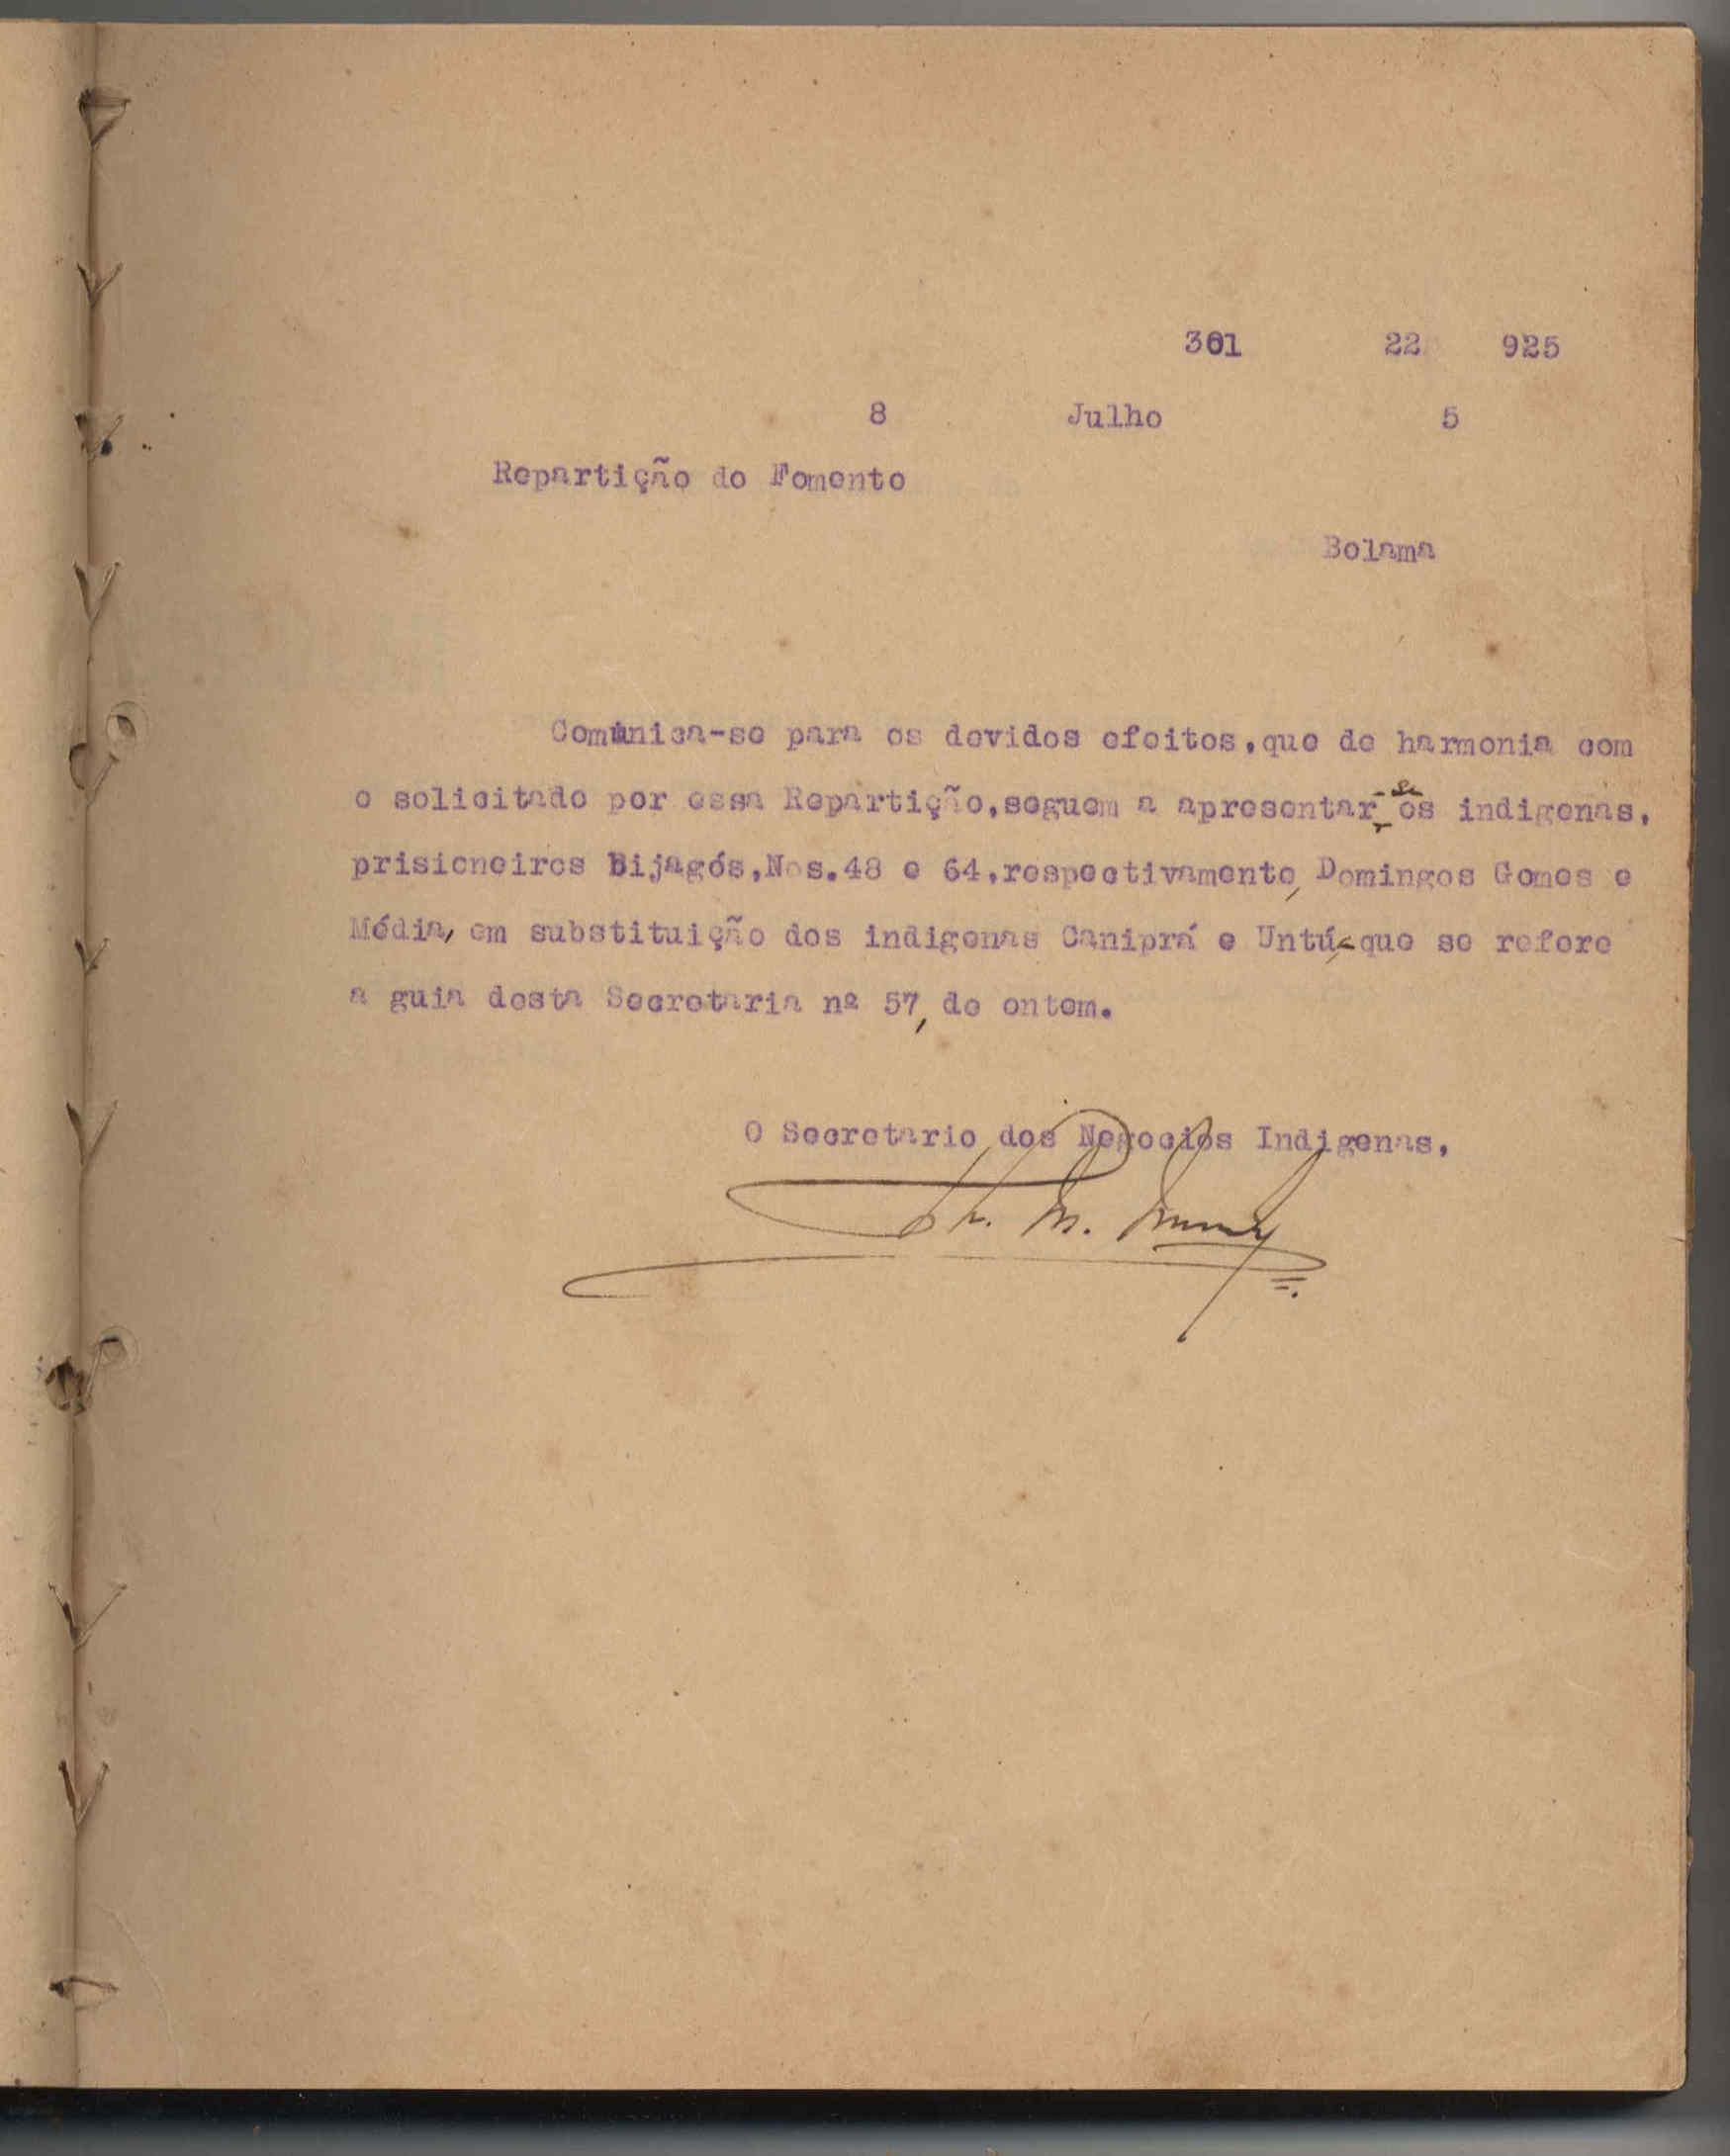 301 22 925
8 Julho 5
Repartição do Fomento
Bolama
Comunica-se para os devidos efeitos,que de harmonia com
o solicitado por essa Repartição,seguem a apresentar-se os indigenas,
prisioneiros Bijagós,Nos.48 e 64,respectivamente, Domingos Gomes e
Média, em substituição dos indigenas Caniprá e Untú, que se refere
a guia desta Secretaria nº 57, de ontem.
O Secretario dos Negocios Indigenas,